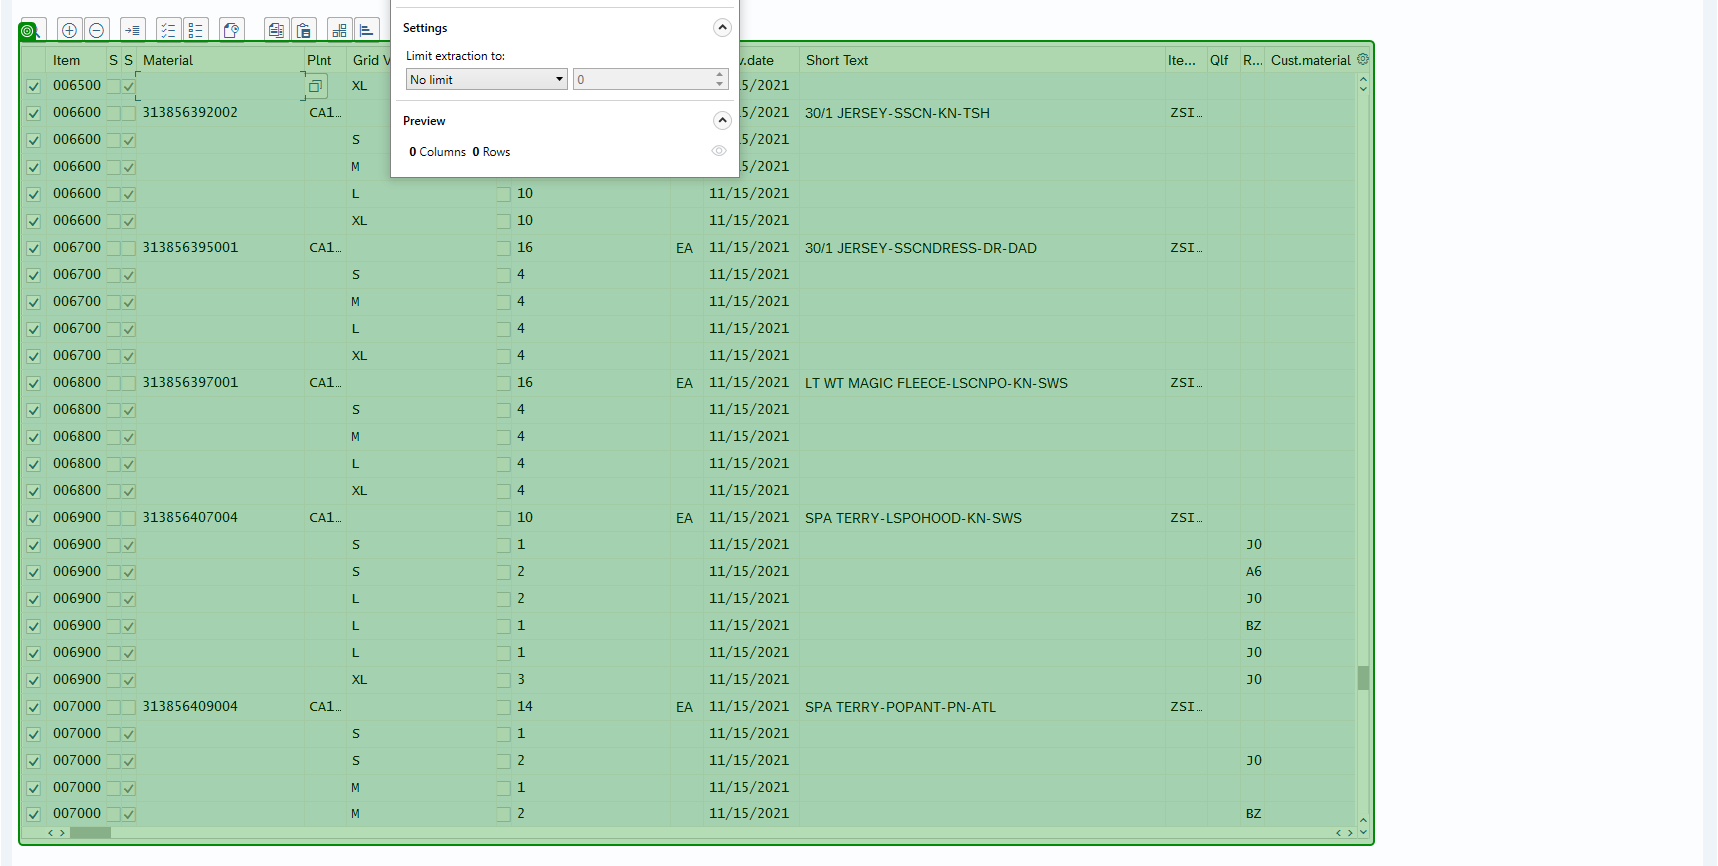 Settings
Limit extraction to:
No limit 0
Preview
0 Columns 0 Rows
Item S S Material Plnt Grid V v.date Short Text Ite... Qlf R... Cust.material
006500 XL 5/2021
006600 313856392002 CA1... 5/2021 30/1 JERSEY-SSCN-KN-TSH ZSI...
006600 S 5/2021
006600 M 5/2021
006600 L 10 11/15/2021
006600 XL 10 11/15/2021
006700 313856395001 CA1... 16 EA 11/15/2021 30/1 JERSEY-SSCNDRESS-DR-DAD ZSI...
006700 S 4 11/15/2021
006700 M 4 11/15/2021
006700 L 4 11/15/2021
006700 XL 4 11/15/2021
006800 313856397001 CA1... 16 EA 11/15/2021 LT WT MAGIC FLEECE-LSCNPO-KN-SWS ZSI...
006800 S 4 11/15/2021
006800 M 4 11/15/2021
006800 L 4 11/15/2021
006800 XL 4 11/15/2021
006900 313856407004 CA1... 10 EA 11/15/2021 SPA TERRY-LSPOHOOD-KN-SWS ZSI...
006900 S 1 11/15/2021 J0
006900 S 2 11/15/2021 A6
006900 L 2 11/15/2021 J0
006900 L 1 11/15/2021 BZ
006900 L 1 11/15/2021 J0
006900 XL 3 11/15/2021 J0
007000 313856409004 CA1... 14 EA 11/15/2021 SPA TERRY-POPANT-PN-ATL ZSI...
007000 S 1 11/15/2021
007000 S 2 11/15/2021 J0
007000 M 1 11/15/2021
007000 M 2 11/15/2021 BZ